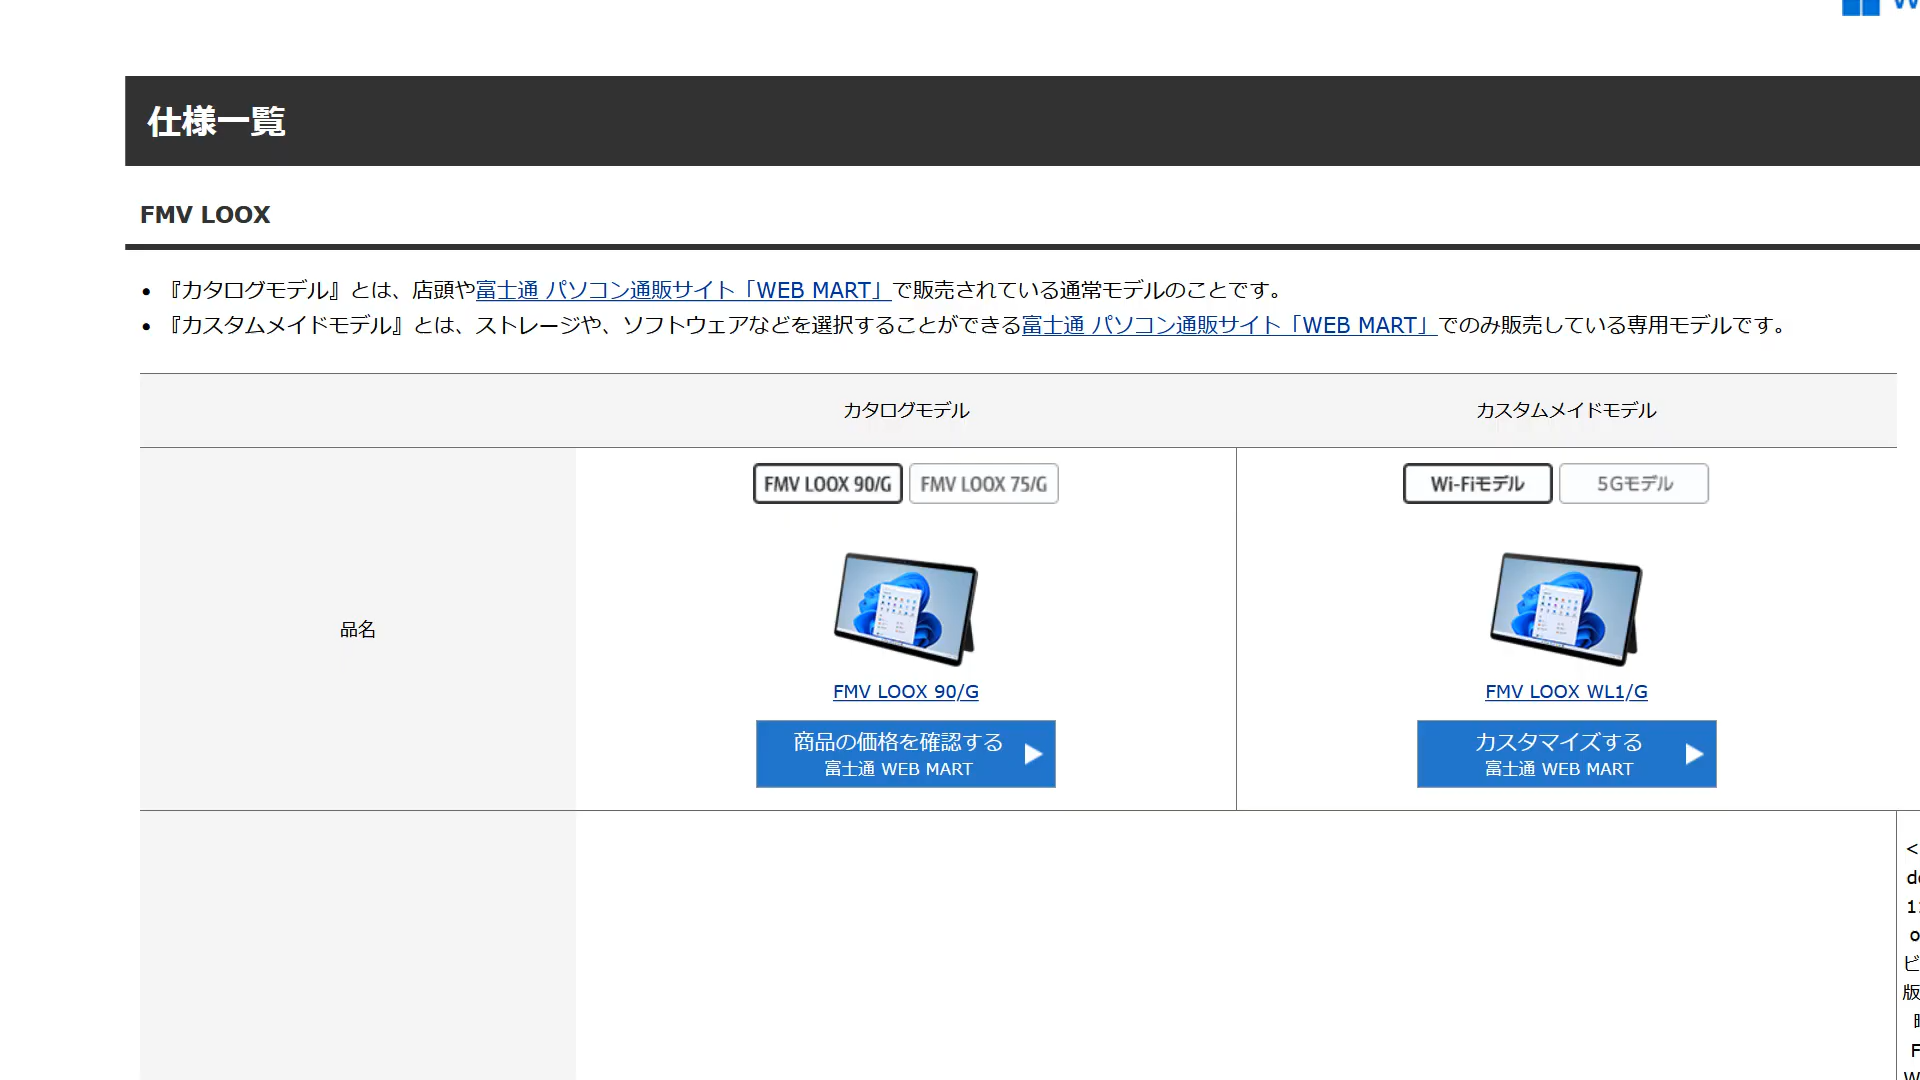 仕様一覧
FMV LOOX
• 『カタログモデル』とは、店頭や富士通 パソコン通販サイト「WEB MART」で販売されている通常モデルのことです。
• 『カスタムメイドモデル』とは、ストレージや、ソフトウェアなどを選択することができる富士通 パソコン通販サイト「WEB MART」でのみ販売している専用モデルです。
カタログモデル
カスタムメイドモデル
FMV LOOX 90/G
FMV LOOX 75/G
Wi-Fiモデル
5Gモデル
品名
FMV LOOX 90/G
FMV LOOX WL1/G
商品の価格を確認する
富士通 WEB MART
カスタマイズする
富士通 WEB MART
<
ビ
版
F